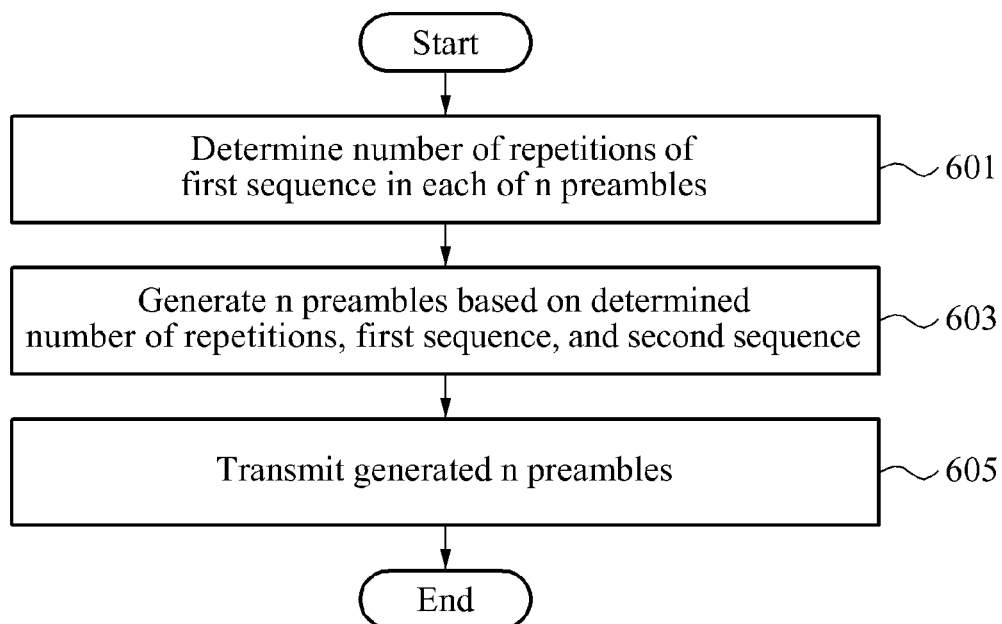 Start
Determine number of repetitions of
first sequence in each of n preambles
601
Generate n preambles based on determined
number of repetitions, first sequence, and second sequence
603
Transmit generated n preambles
605
End